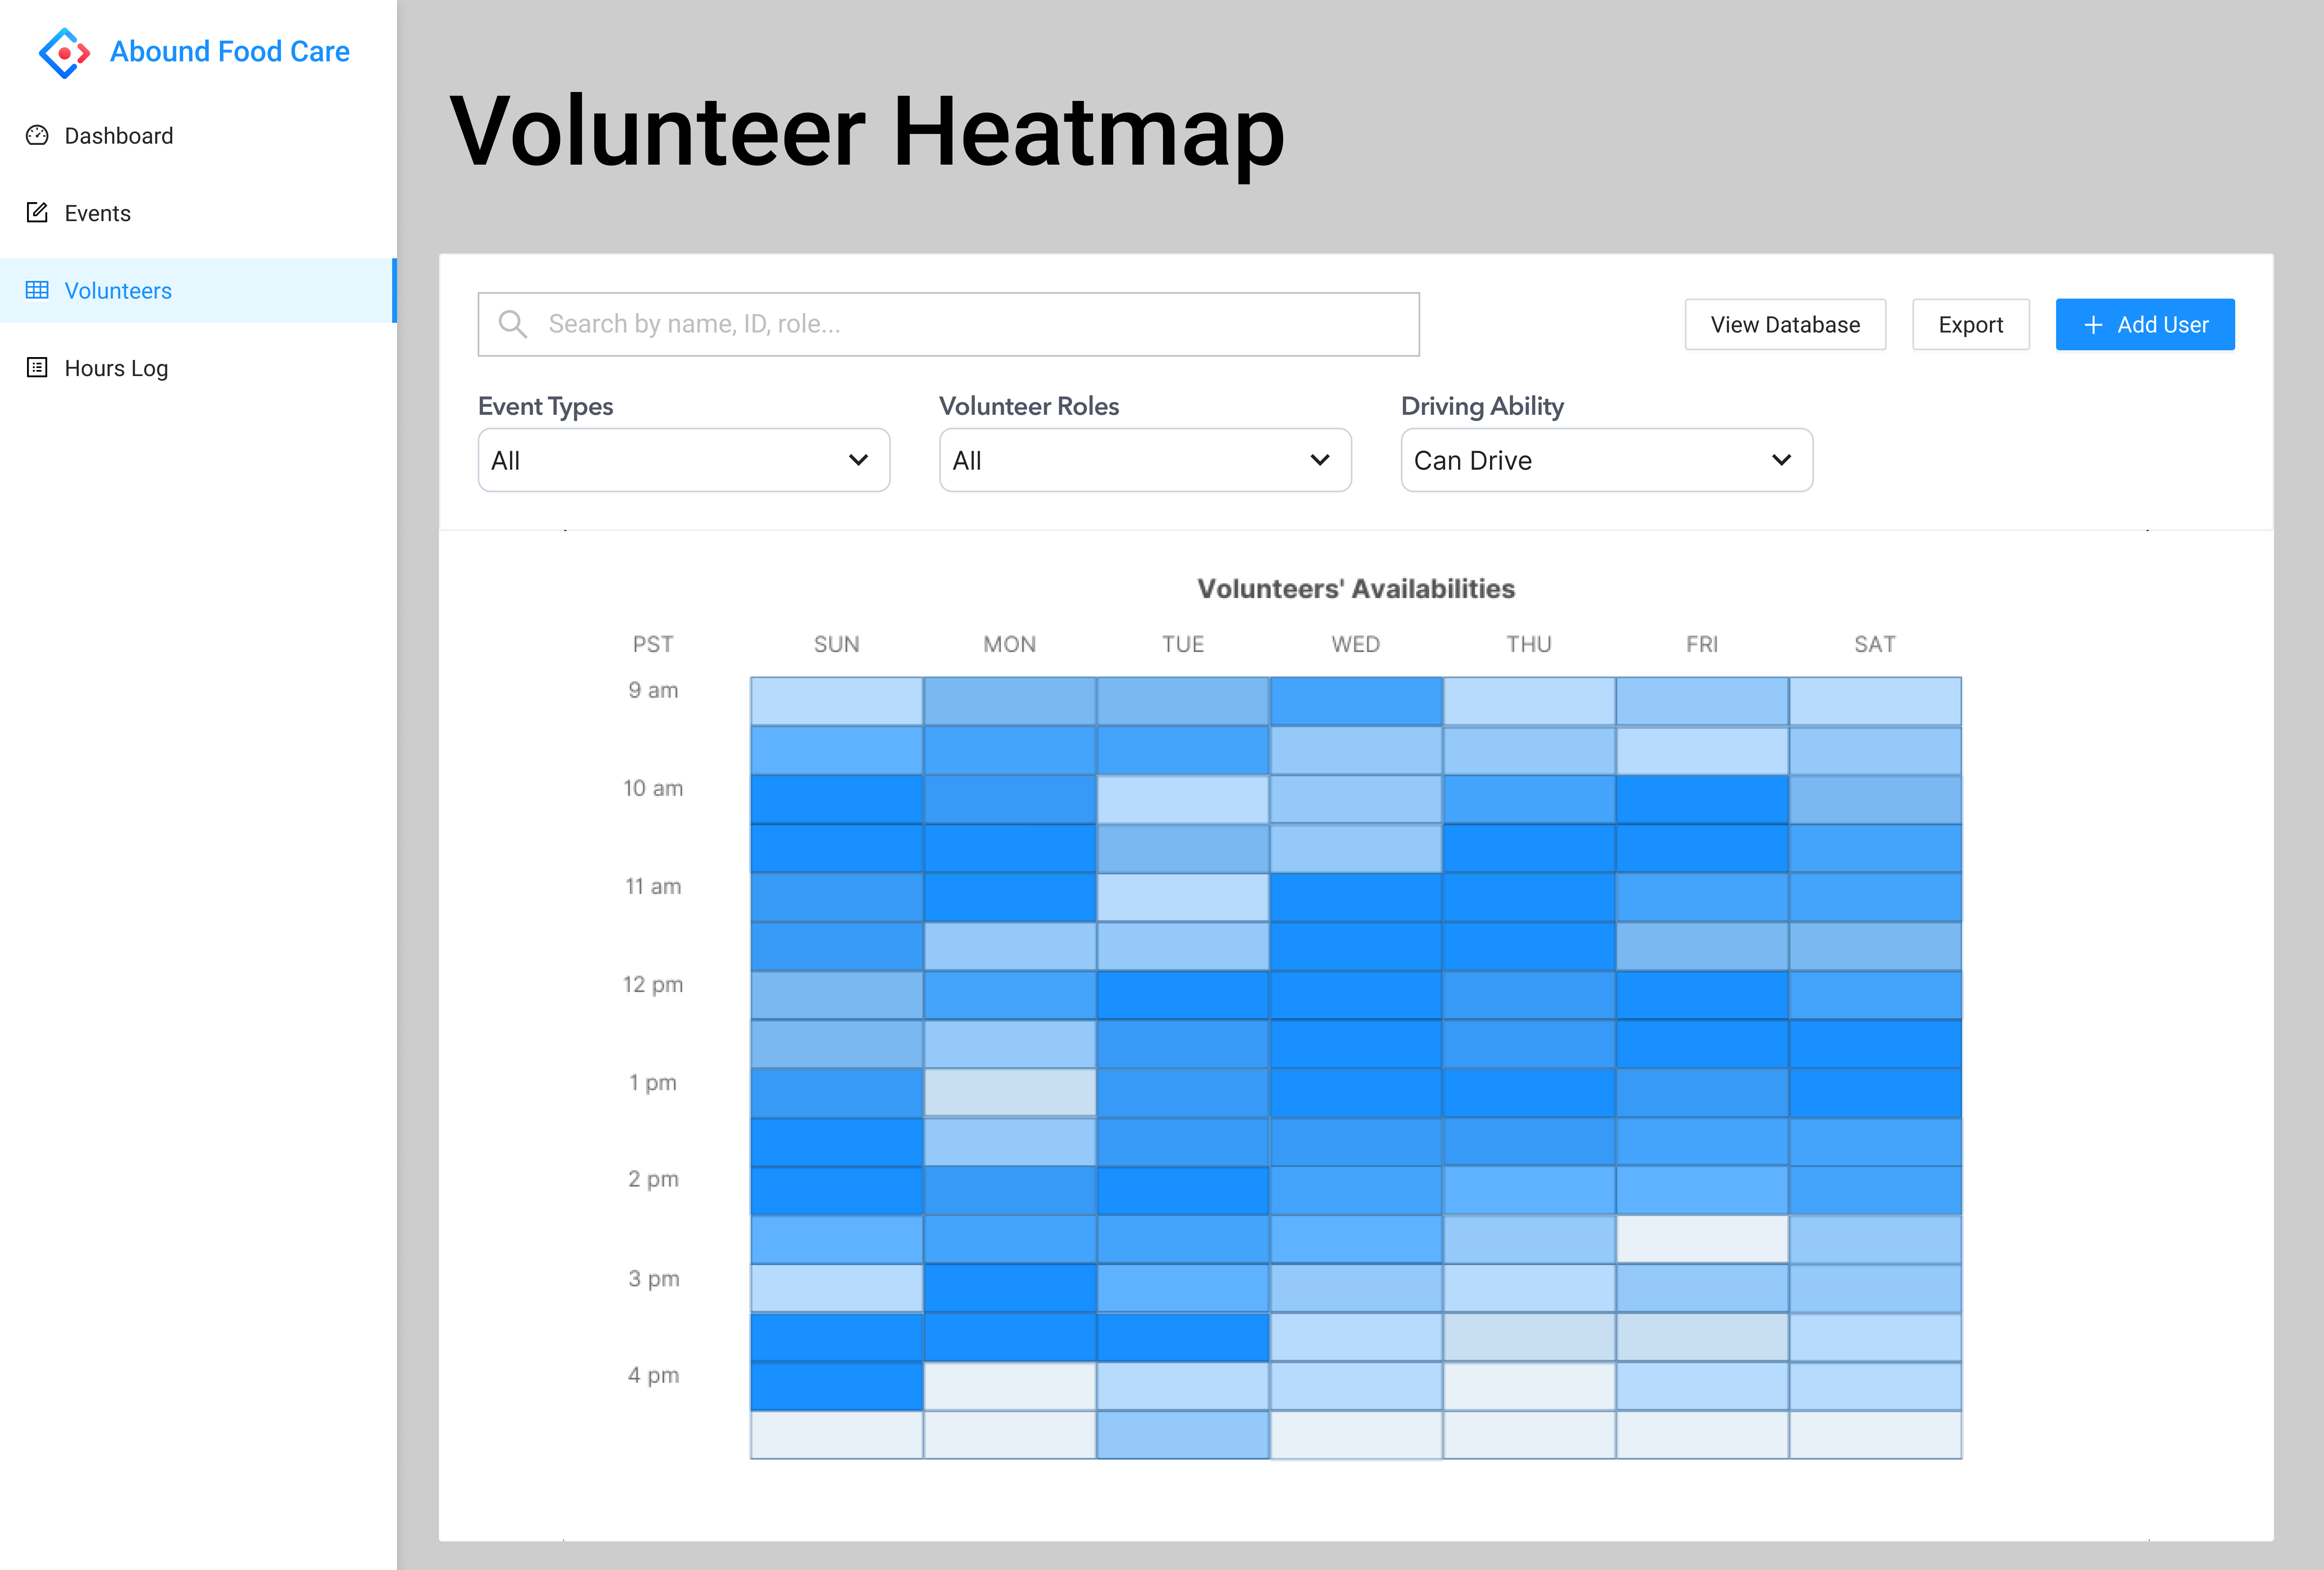 Abound Food Care
Dashboard
Events
Volunteers
Hours Log
Volunteer Heatmap
Search by name, ID, role...
View Database
Export
Add User
Event Types
Volunteer Roles
Driving Ability
All
All
Can Drive
Volunteers' Availabilities
PST SUN MON TUE WED THU FRI SAT
9 am
10 am
11 am
12 pm
1 pm
2 pm
3 pm
4 pm